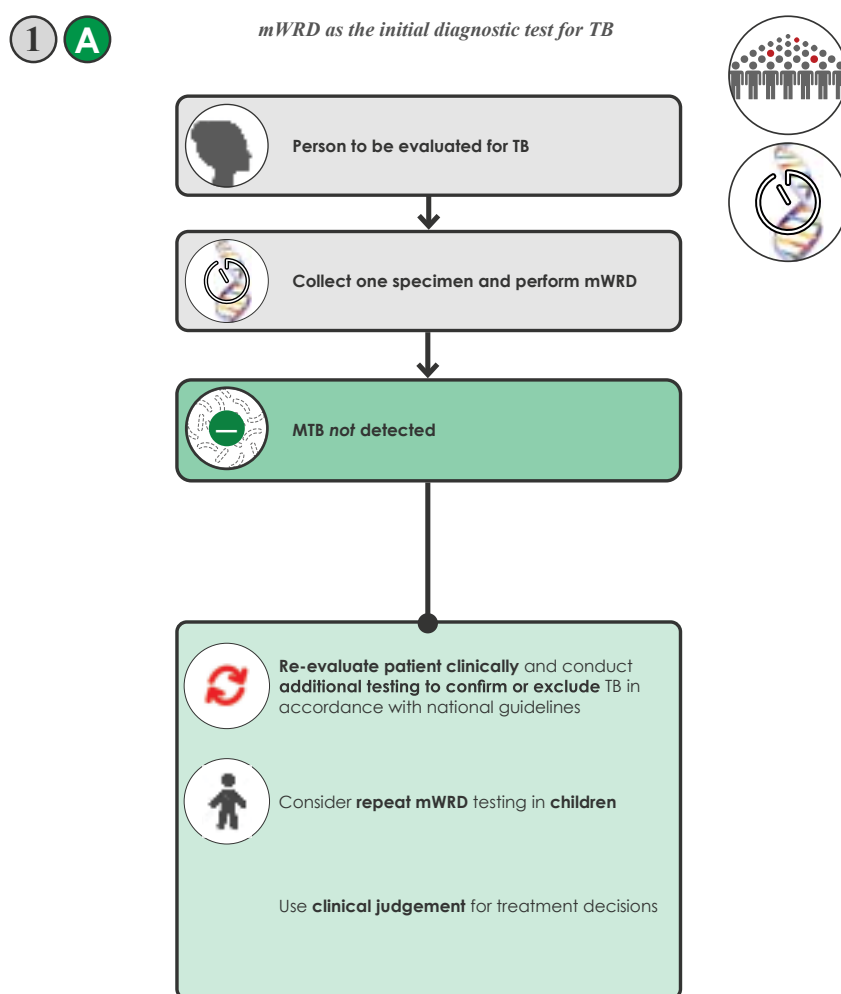 1 A
mWRD as the initial diagnostic test for TB
Person to be evaluated for TB
Collect one specimen and perform mWRD
MTB not detected
Re-evaluate patient clinically and conduct
additional testing to confirm or exclude TB in
accordance with national guidelines
Consider repeat mWRD testing in children
Use clinical judgement for treatment decisions